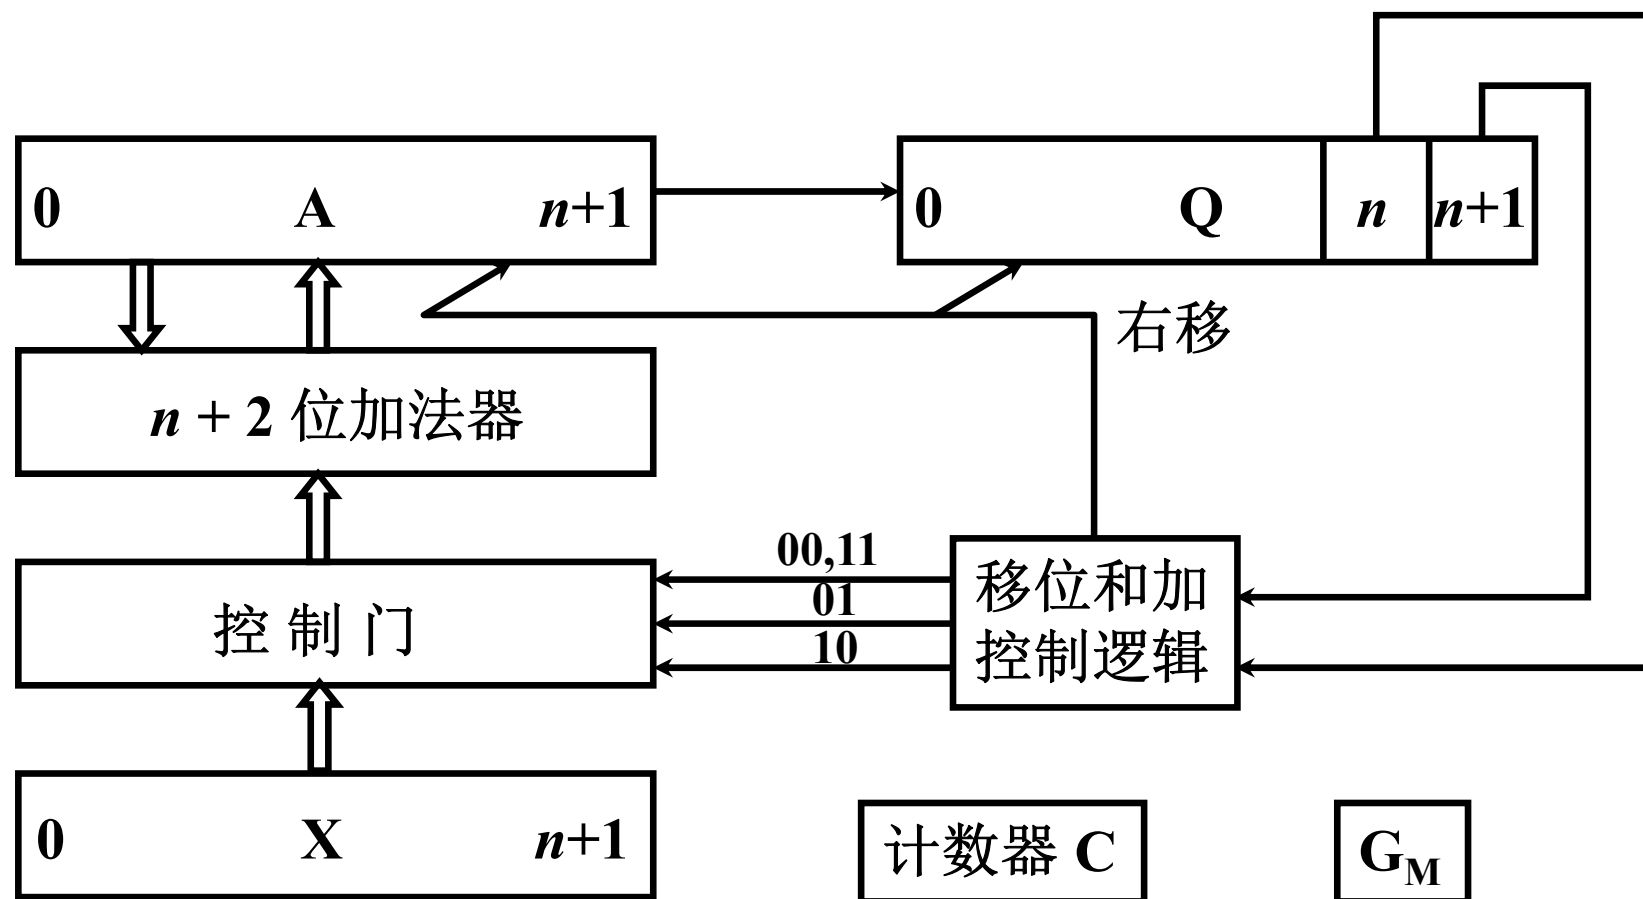 0 A n+1
0 Q n n+1
右移
n + 2 位加法器
00,11
01
10
控制门
移位和加
控制逻辑
0 X n+1
计数器 C
G_M